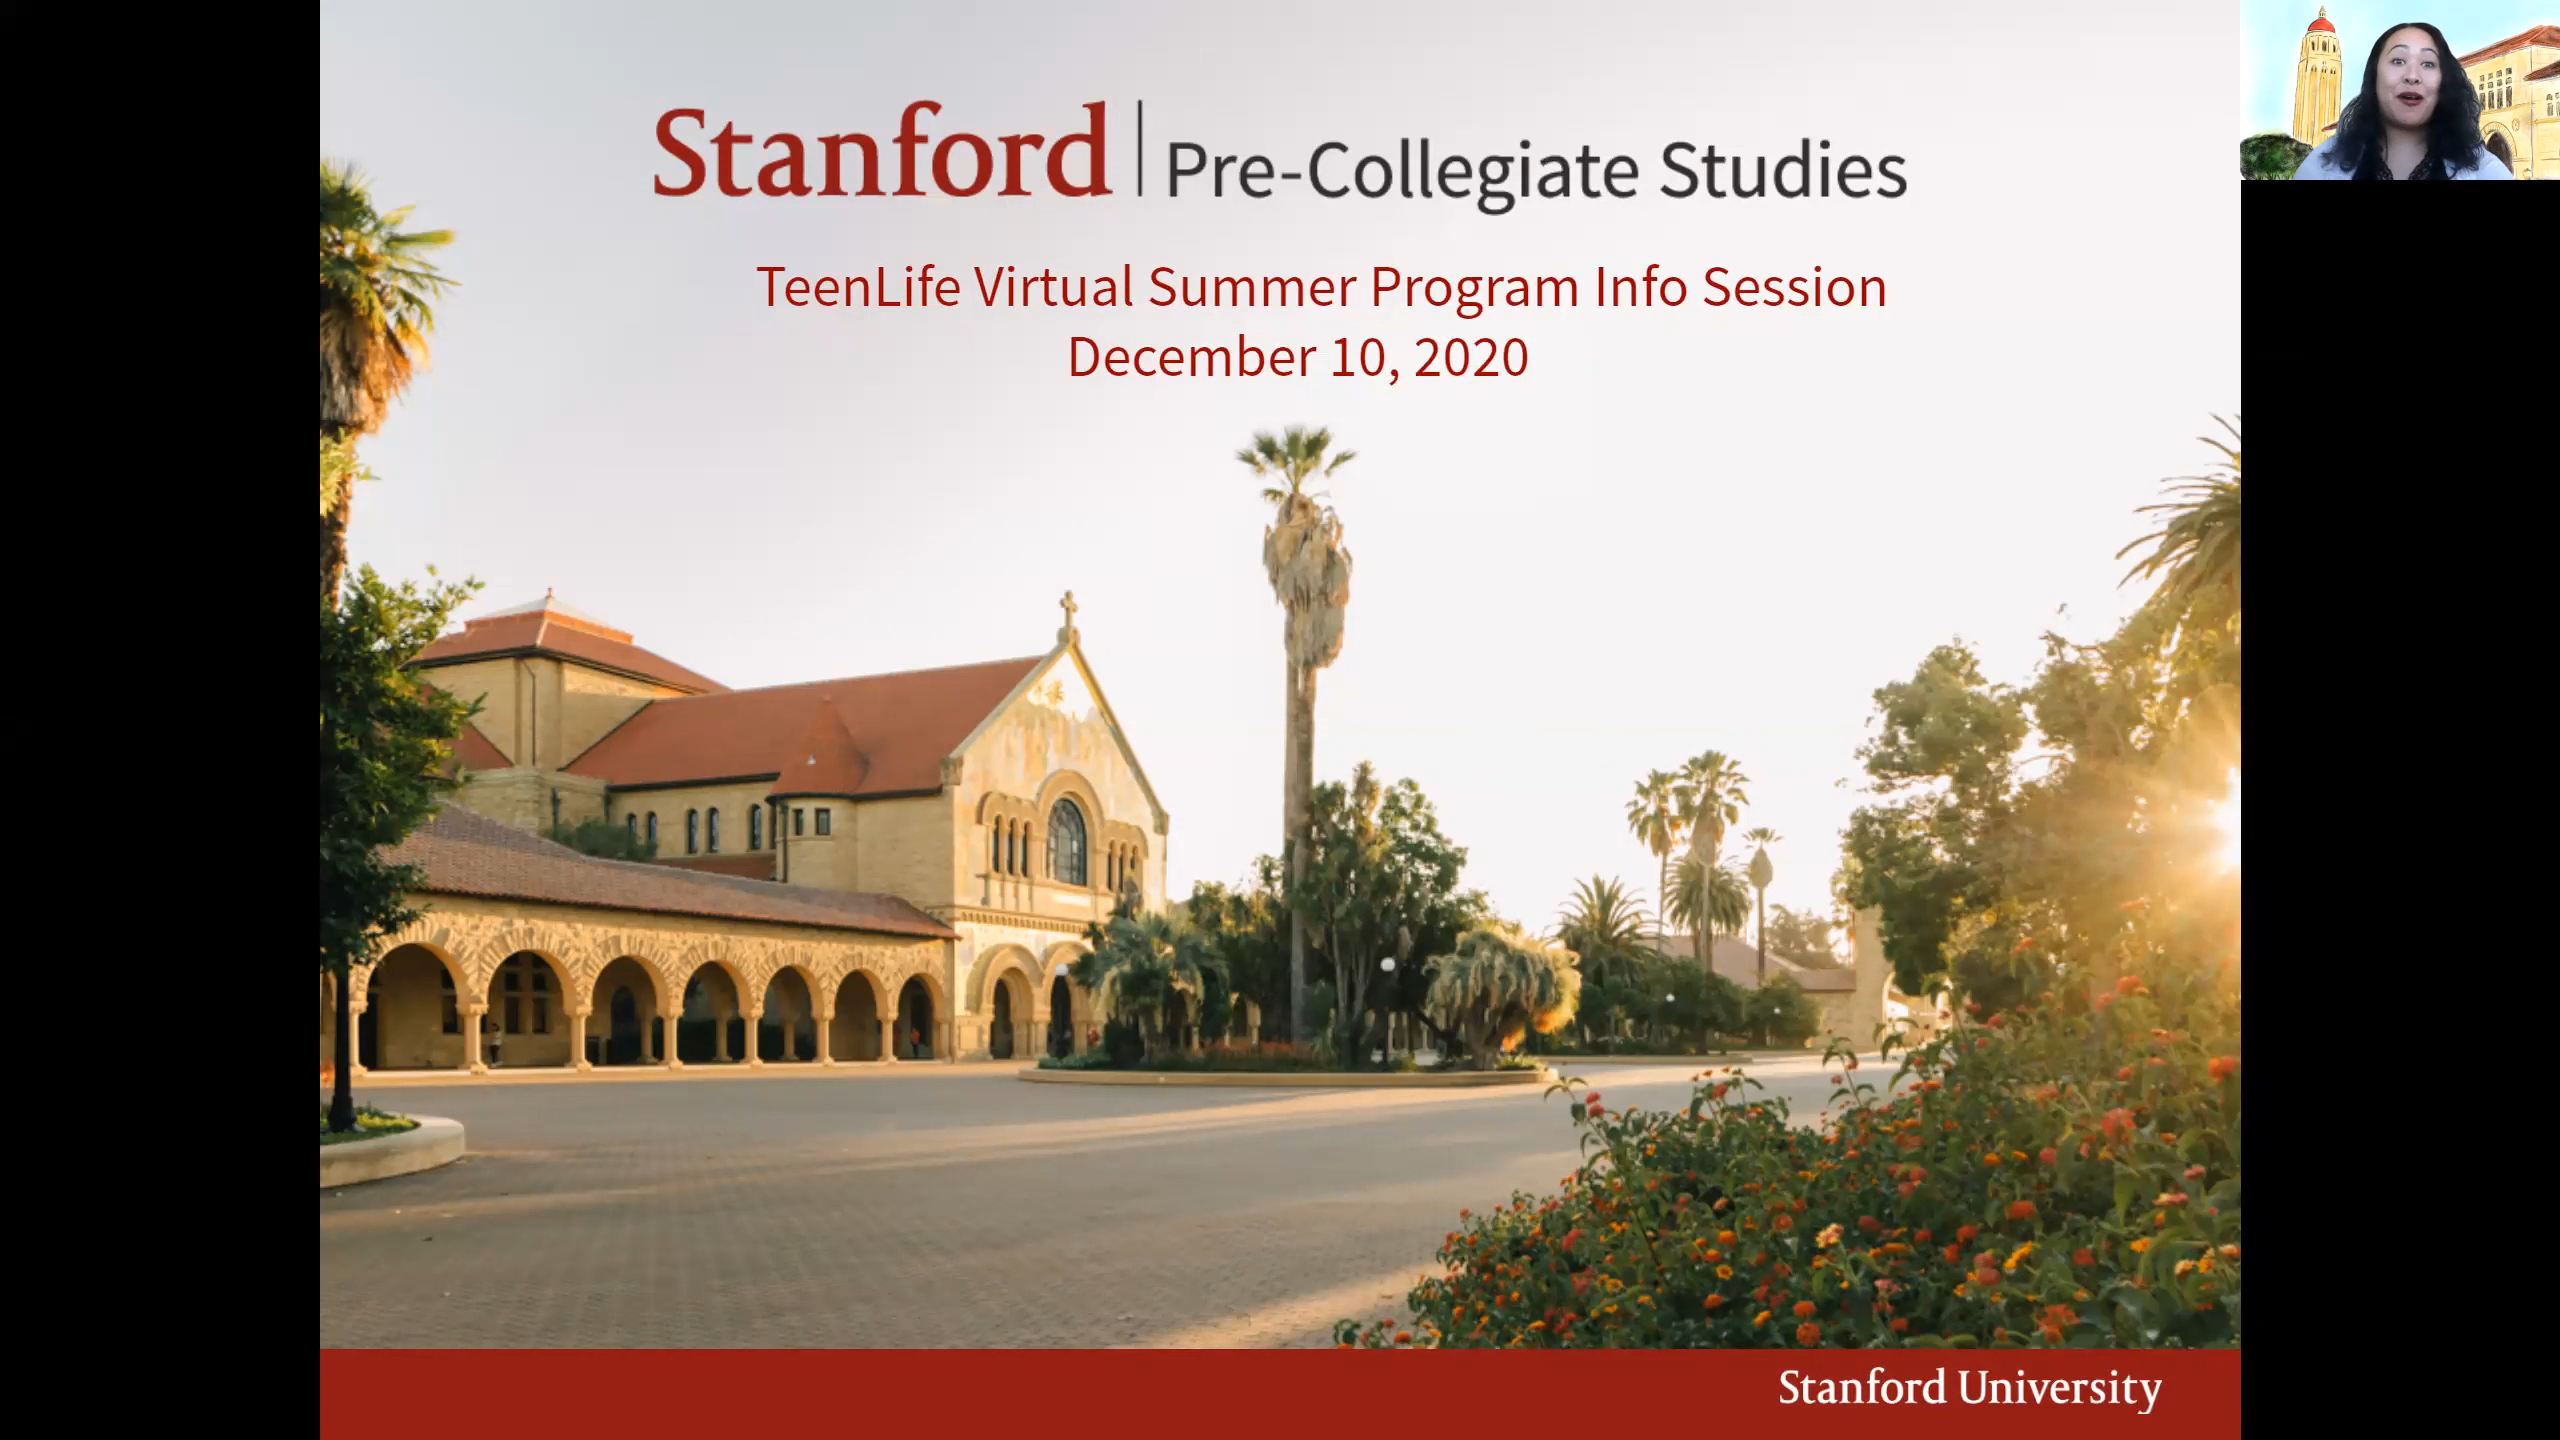 Stanford | Pre-Collegiate Studies
TeenLife Virtual Summer Program Info Session
December 10, 2020
Stanford University